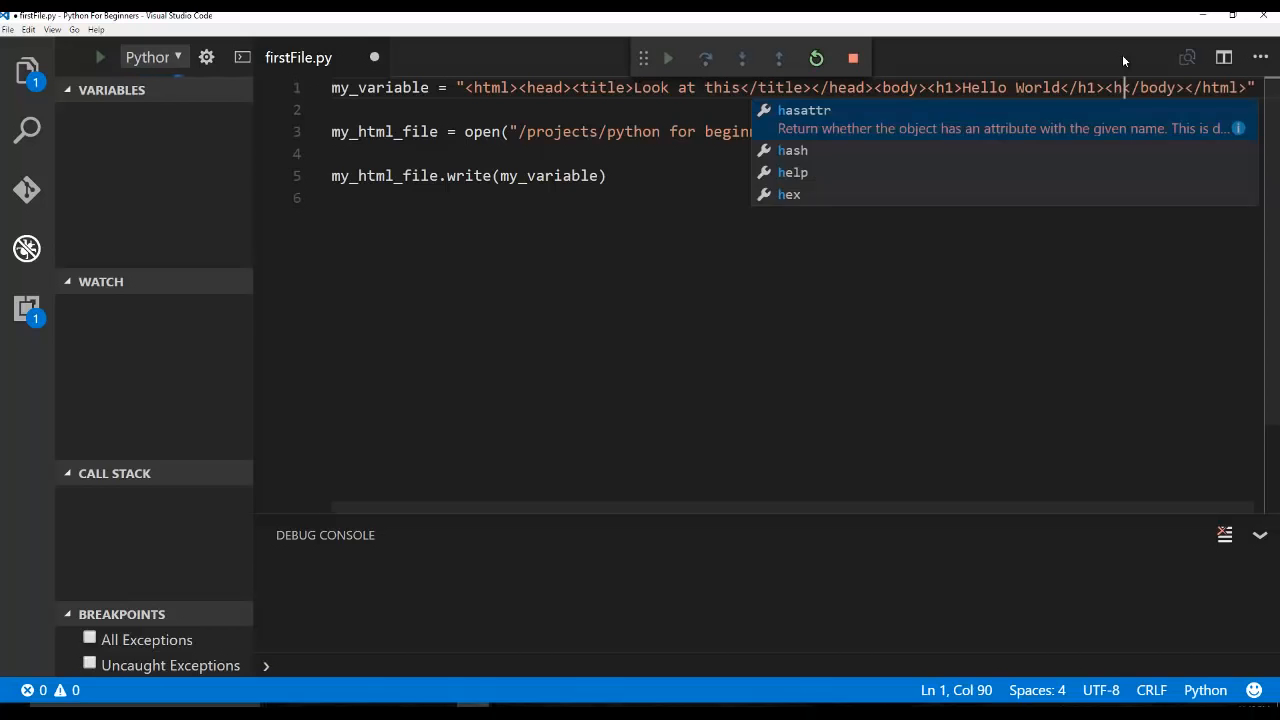 ● firstFile.py - Python For Beginners - Visual Studio Code
File Edit View Go Help
Python firstFile.py
1
VARIABLES
WATCH
CALL STACK
BREAKPOINTS
All Exceptions
Uncaught Exceptions
1
1 my_variable = "<html><head><title>Look at this</title></head><body><h1>Hello World</h1><h</body></html>"
2
3 my_html_file = open("/projects/python for beginn
4
5 my_html_file.write(my_variable)
6
hasattr
Return whether the object has an attribute with the given name. This is d...
hash
help
hex
DEBUG CONSOLE
0 0 Ln 1, Col 90 Spaces: 4 UTF-8 CRLF Python